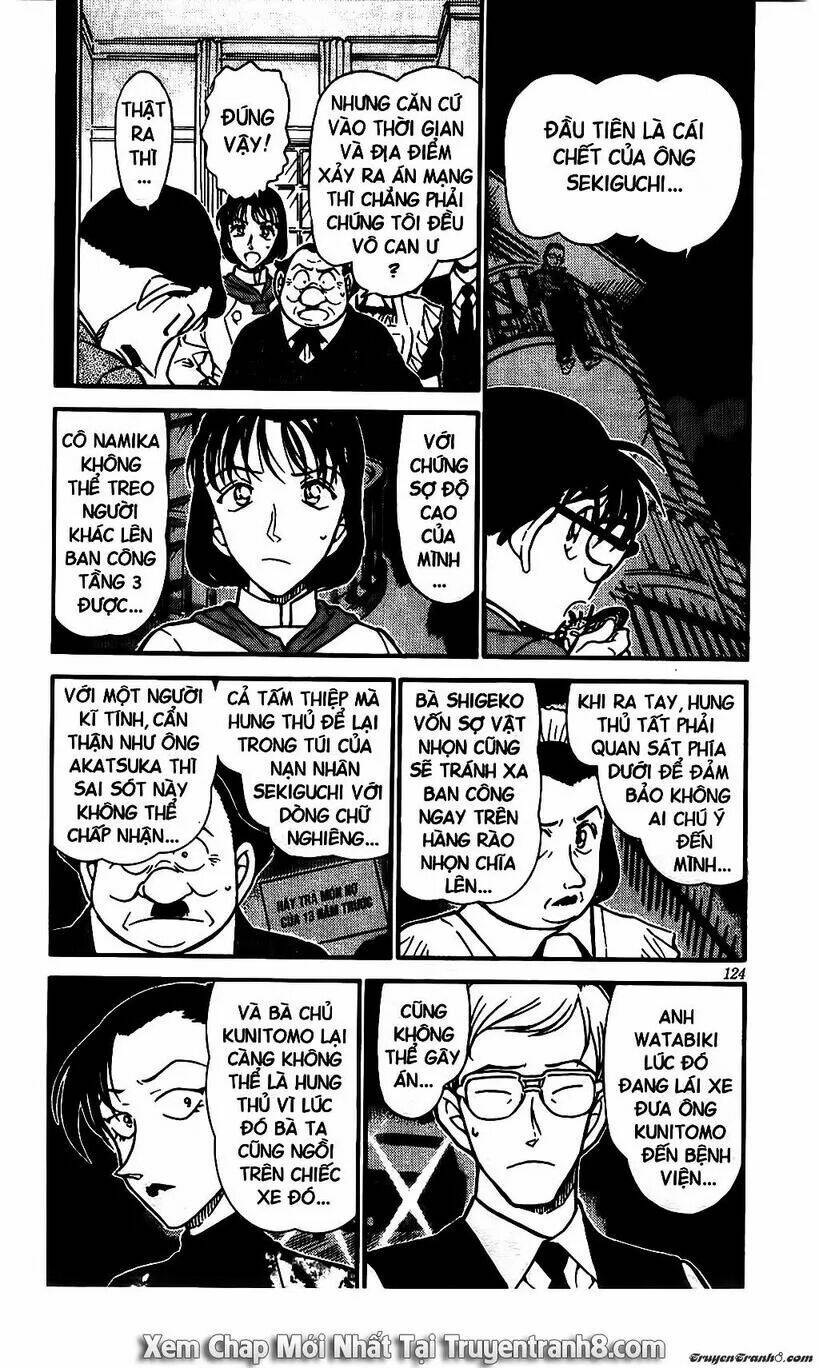 ĐẦU TIÊN LÀ CÁI
CHẾT CỦA ÔNG
SEKIGUCHI...
NHƯNG CĂN CỨ
VÀO THỜI GIAN
VÀ ĐỊA ĐIỂM
XẢY RA ÁN MẠNG
THÌ CHẲNG PHẢI
CHÚNG TÔI ĐỀU
VÔ CAN Ư
?
ĐÚNG
VẬY!
THẬT
RA
THÌ
...
VỚI
CHỨNG
SỢ ĐỘ
CAO
CỦA
MÌNH
...
CÔ NAMIKA
KHÔNG
THỂ TREO
NGƯỜI
KHÁC LÊN
BAN CÔNG
TẦNG 3
ĐƯỢC...
KHI RA TAY, HUNG
THỦ TẤT PHẢI
QUAN SÁT PHÍA
DƯỚI ĐỂ ĐẢM
BẢO KHÔNG
AI CHÚ Ý
ĐẾN
MÌNH...
BÀ SHIGEKO
VỐN SỢ VẬT
NHỌN CŨNG
SẼ TRÁNH XA
BAN CÔNG
NGAY TRÊN
HÀNG RÀO
NHỌN CHĨA
LÊN...
CẢ TẤM THIỆP MÀ
HUNG THỦ ĐỂ LẠI
TRONG TÚI CỦA
NẠN NHÂN
SEKIGUCHI VỚI
DÒNG CHỮ
NGHIÊNG...
VỚI MỘT NGƯỜI
KĨ TÍNH, CẨN
THẬN NHƯ ÔNG
AKATSUKA THÌ
SAI SÓT NÀY
KHÔNG THỂ
CHẤP NHẬN...
HÃY TRẢ MÓN NỢ
CỦA 13 NĂM TRƯỚC
124
ANH
WATABIKI
LÚC ĐÓ
ĐANG LÁI XE
ĐƯA ÔNG
KUNITOMO
ĐẾN BỆNH
VIỆN...
CŨNG
KHÔNG
THỂ GÂY
ÁN...
VÀ BÀ CHỦ
KUNITOMO LẠI
CÀNG KHÔNG
THỂ LÀ HUNG
THỦ VÌ LÚC
ĐÓ BÀ TA
CŨNG NGỒI
TRÊN CHIẾC
XE ĐÓ...
Xem Chap Mới Nhất Tại Truyentranh8.com
TruyenTranh8.com